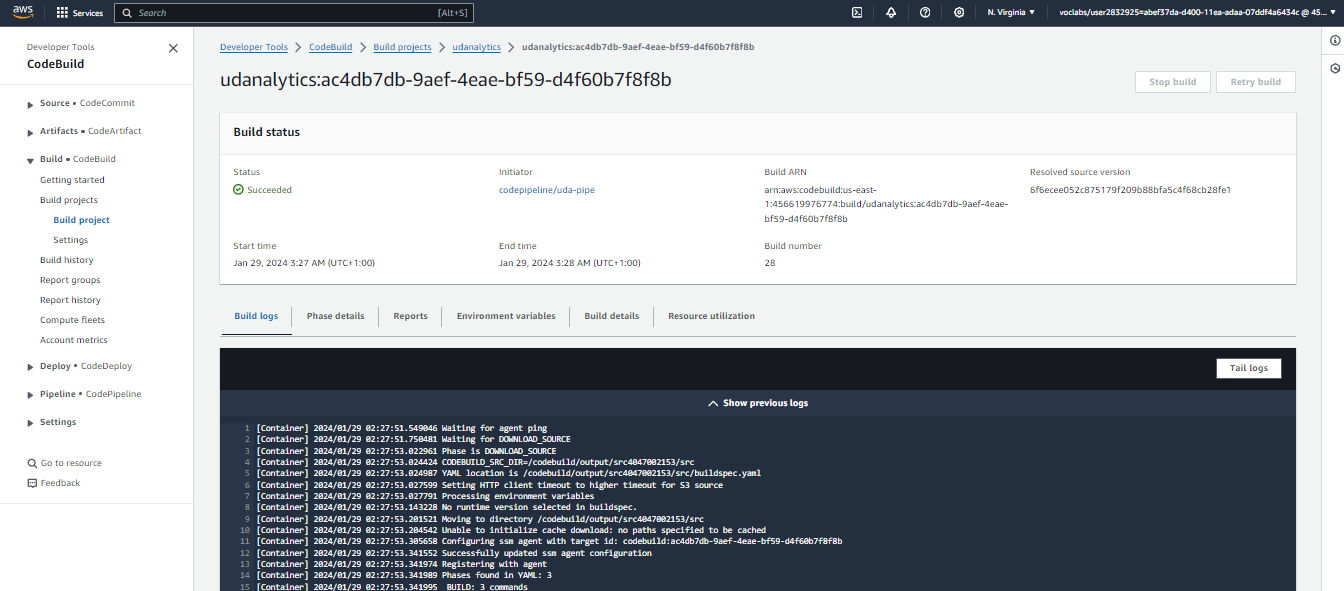 aws Services Search [Alt+S] N. Virginia voclabs/user2832925=abef37da-d400-11ea-adaa-07ddf4a6434c @ 45...
Developer Tools
CodeBuild
Source • CodeCommit
Artifacts • CodeArtifact
Build • CodeBuild
Getting started
Build projects
Build project
Settings
Build history
Report groups
Report history
Compute fleets
Account metrics
Deploy • CodeDeploy
Pipeline • CodePipeline
Settings
Go to resource
Feedback
Developer Tools > CodeBuild > Build projects > udanalytics > udanalytics:ac4db7db-9aef-4eae-bf59-d4f60b7f8f8b
udanalytics:ac4db7db-9aef-4eae-bf59-d4f60b7f8f8b
Stop build Retry build
Build status
Status
Succeeded
Initiator
codepipeline/uda-pipe
Build ARN
arn:aws:codebuild:us-east-
1:456619976774:build/udanalytics:ac4db7db-9aef-4eae-
bf59-d4f60b7f8f8b
Resolved source version
6f6ecee052c875179f209b88bfa5c4f68cb28fe1
Start time
Jan 29, 2024 3:27 AM (UTC+1:00)
End time
Jan 29, 2024 3:28 AM (UTC+1:00)
Build number
28
Build logs Phase details Reports Environment variables Build details Resource utilization
Tail logs
Show previous logs
1 [Container] 2024/01/29 02:27:51.549046 Waiting for agent ping
2 [Container] 2024/01/29 02:27:51.750481 Waiting for DOWNLOAD_SOURCE
3 [Container] 2024/01/29 02:27:53.022961 Phase is DOWNLOAD_SOURCE
4 [Container] 2024/01/29 02:27:53.024424 CODEBUILD_SRC_DIR=/codebuild/output/src4047002153/src
5 [Container] 2024/01/29 02:27:53.024987 YAML location is /codebuild/output/src4047002153/src/buildspec.yaml
6 [Container] 2024/01/29 02:27:53.027599 Setting HTTP client timeout to higher timeout for S3 source
7 [Container] 2024/01/29 02:27:53.027791 Processing environment variables
8 [Container] 2024/01/29 02:27:53.143228 No runtime version selected in buildspec.
9 [Container] 2024/01/29 02:27:53.201521 Moving to directory /codebuild/output/src4047002153/src
10 [Container] 2024/01/29 02:27:53.204542 Unable to initialize cache download: no paths specified to be cached
11 [Container] 2024/01/29 02:27:53.305658 Configuring ssm agent with target id: codebuild:ac4db7db-9aef-4eae-bf59-d4f60b7f8f8b
12 [Container] 2024/01/29 02:27:53.341552 Successfully updated ssm agent configuration
13 [Container] 2024/01/29 02:27:53.341974 Registering with agent
14 [Container] 2024/01/29 02:27:53.341989 Phases found in YAML: 3
15 [Container] 2024/01/29 02:27:53.341995 BUILD: 3 commands